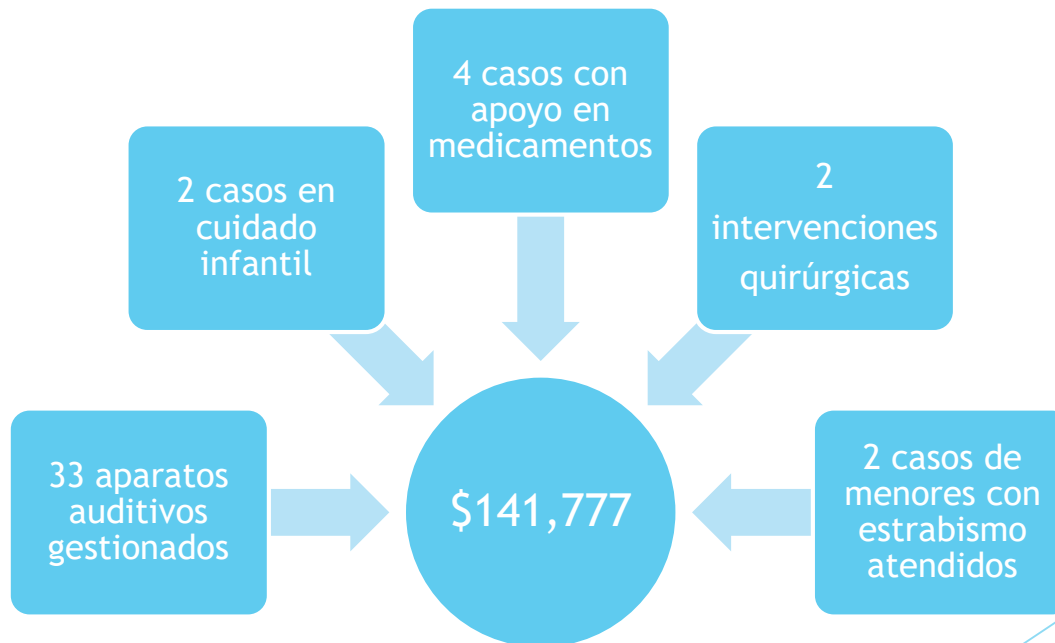 4 casos con
apoyo en
medicamentos
2 casos en
cuidado
infantil
2
intervenciones
quirúrgicas
33 aparatos
auditivos
gestionados
$141,777
2 casos de
menores con
estrabismo
atendidos